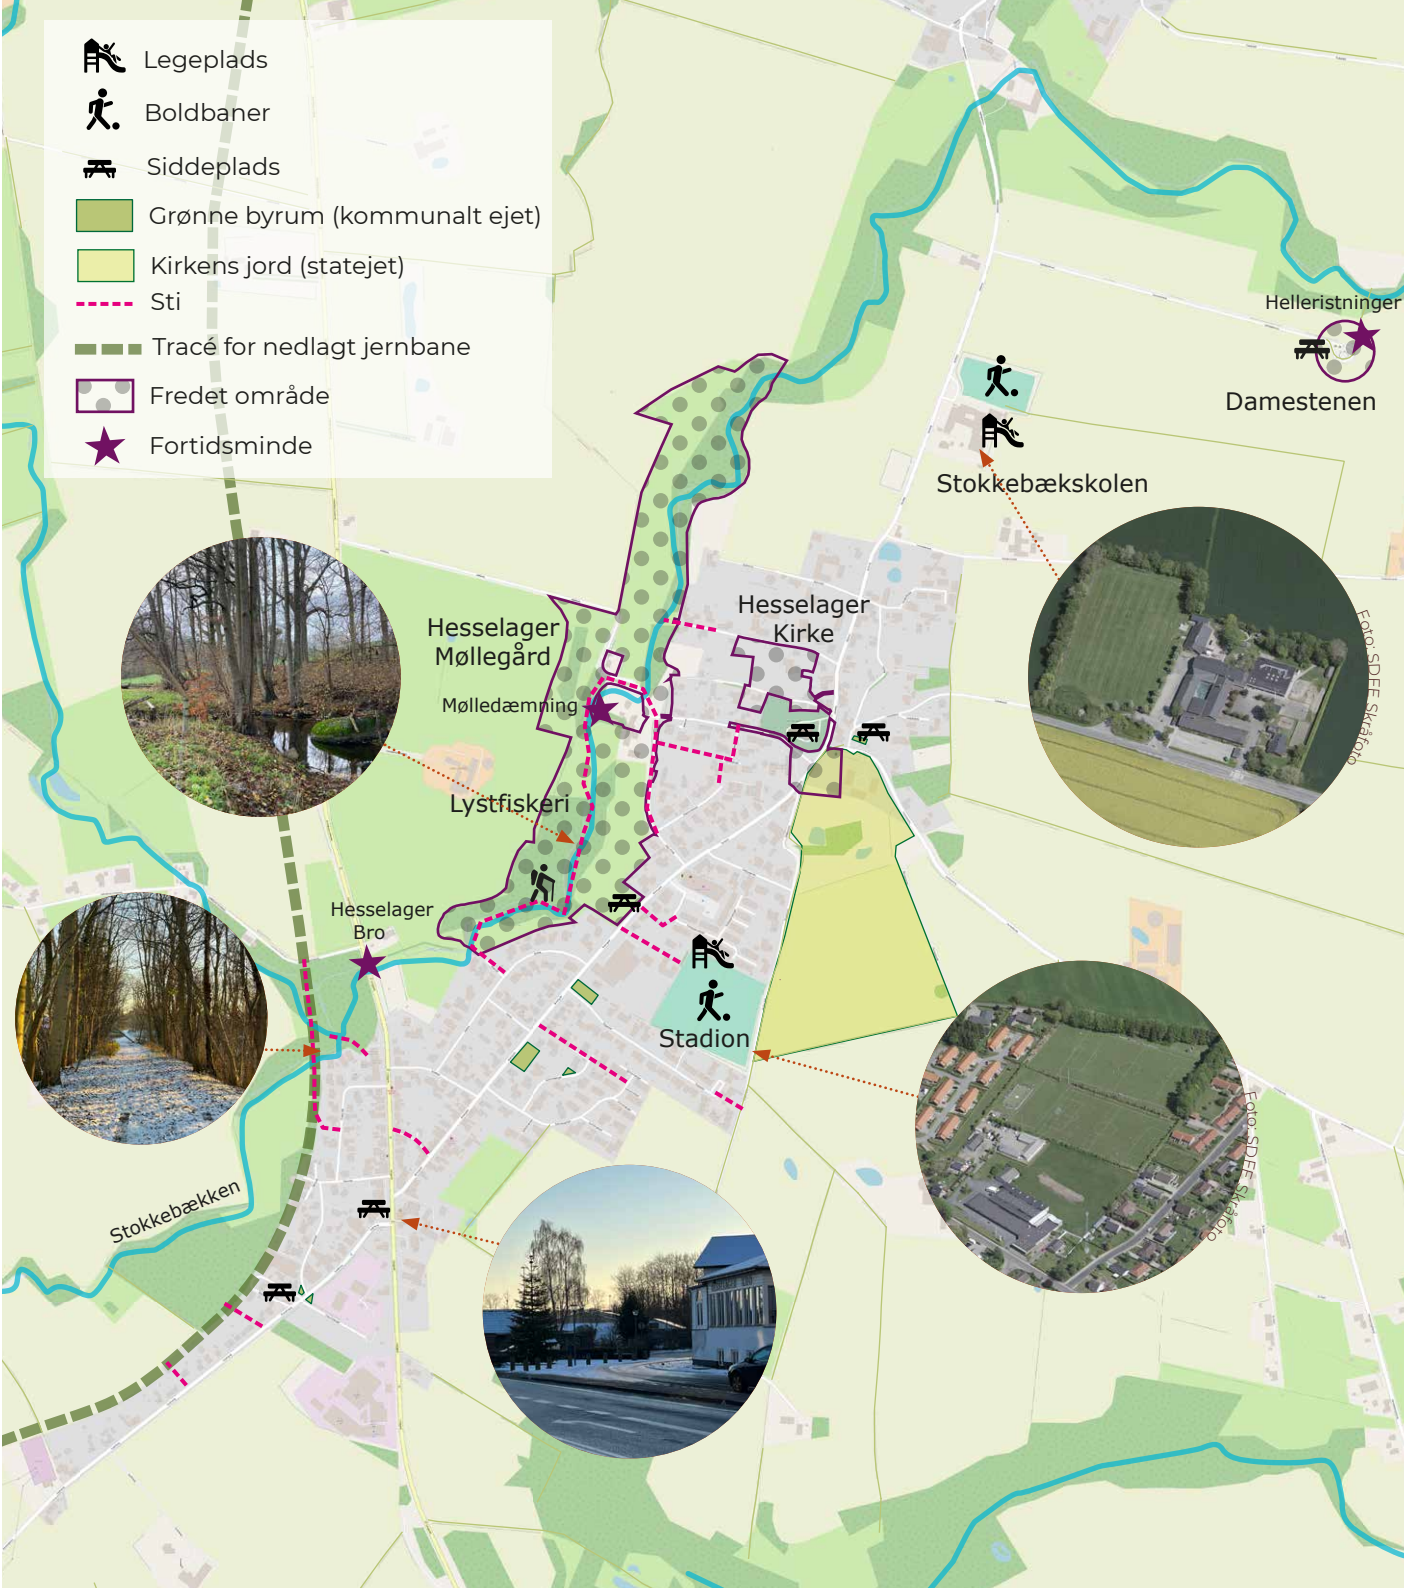 Legeplads
Boldbaner
Siddeplads
Grønne byrum (kommunalt ejet)
Kirkens jord (statejet)
Sti
Tracé for nedlagt jernbane
Fredet område
Fortidsminde
Helleristninger
Damestenen
Stokkebækskolen
Hesselager
Kirke
Hesselager
Møllegård
Mølledæmning
Lystfiskeri
Foto: SDFE Skråfoto
Hesselager
Bro
Stadion
Foto: SDFE Skråfoto
Stokkebækken